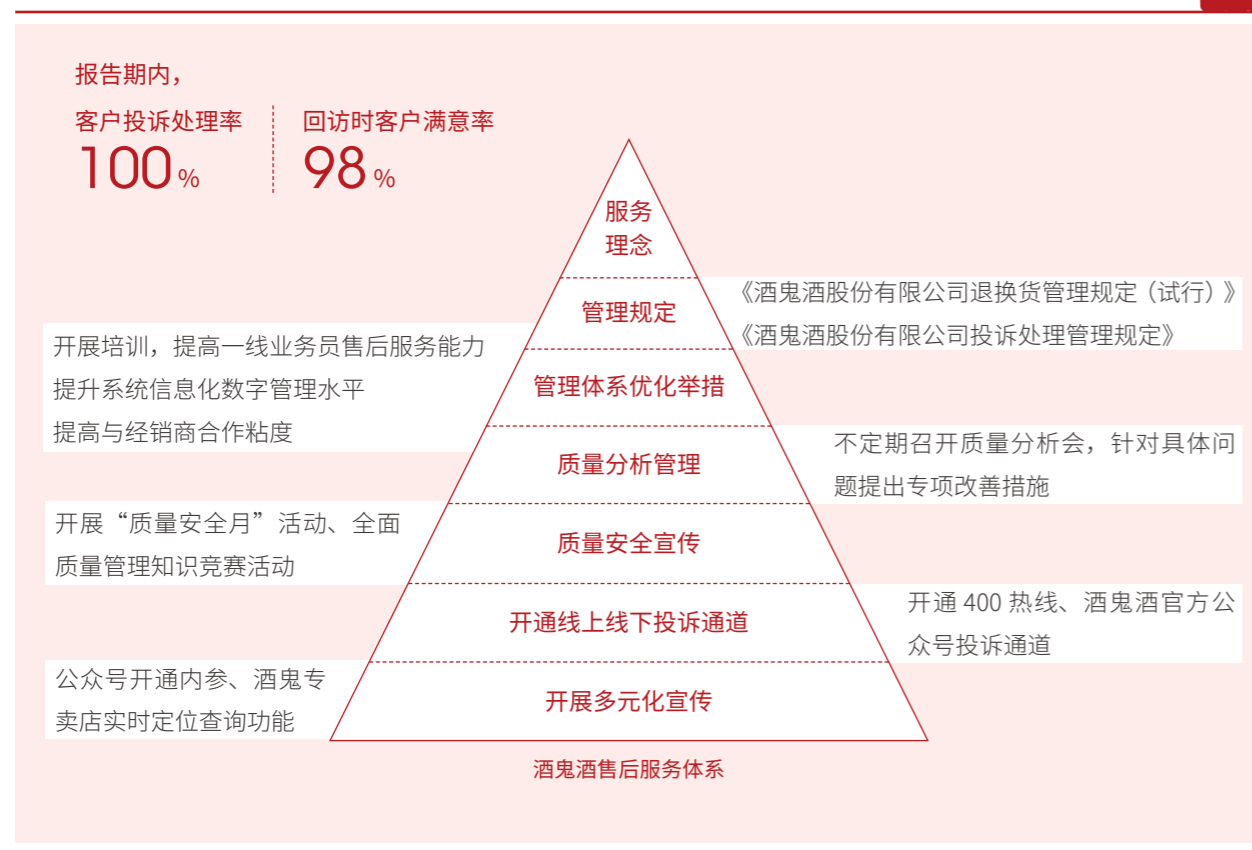 报告期内，
客户投诉处理率
100%
回访时客户满意率
98%
服务
理念
管理规定
《酒鬼酒股份有限公司退换货管理规定（试行）》
《酒鬼酒股份有限公司投诉处理管理规定》
开展培训，提高一线业务员售后服务能力
提升系统信息化数字管理水平
提高与经销商合作粘度
管理体系优化举措
质量分析管理
不定期召开质量分析会，针对具体问
题提出专项改善措施
开展“质量安全月”活动、全面
质量管理知识竞赛活动
质量安全宣传
开通线上线下投诉通道
开通 400 热线、酒鬼酒官方公
众号投诉通道
公众号开通内参、酒鬼专
卖店实时定位查询功能
开展多元化宣传
酒鬼酒售后服务体系